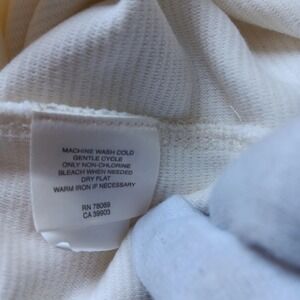 MACHINE WASH COLD
GENTLE CYCLE
ONLY NON-CHLORINE
BLEACH WHEN NEEDED
DRY FLAT
WARM IRON IF NECESSARY
RN 78089
CA 39903